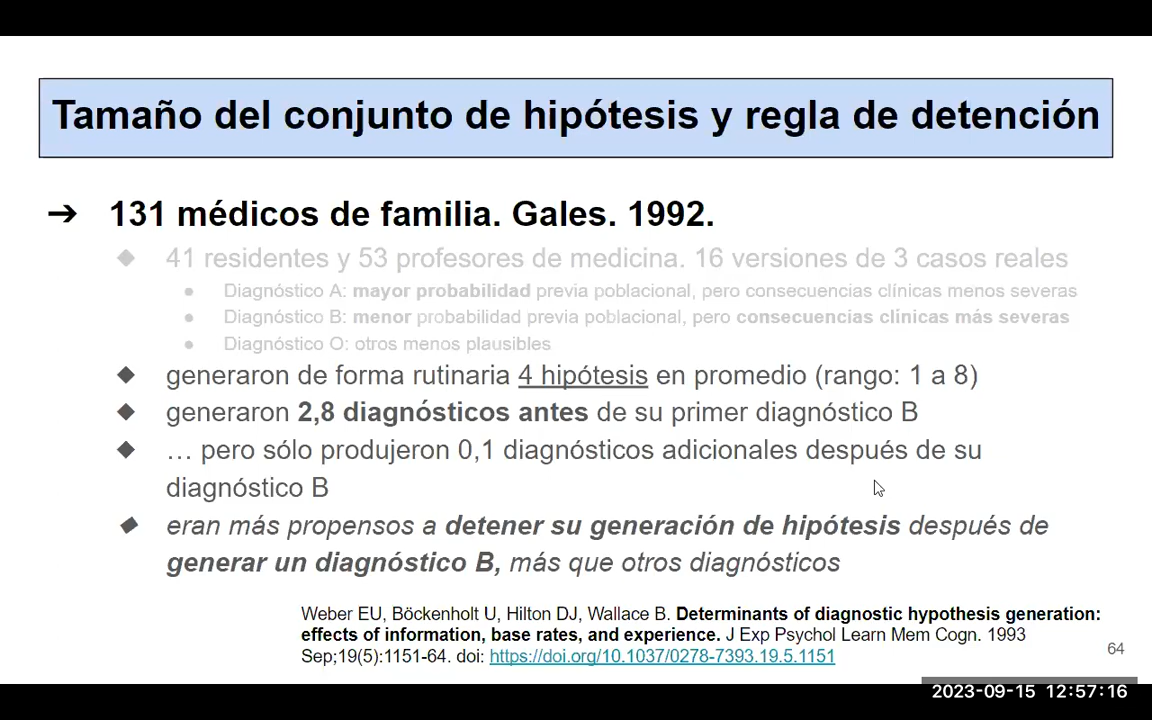 Tamaño del conjunto de hipótesis y regla de detención
➔ 131 médicos de familia. Gales. 1992.
◆ 41 residentes y 53 profesores de medicina. 16 versiones de 3 casos reales
● Diagnóstico A: mayor probabilidad previa poblacional, pero consecuencias clínicas menos severas
● Diagnóstico B: menor probabilidad previa poblacional, pero consecuencias clínicas más severas
● Diagnóstico O: otros menos plausibles
◆ generaron de forma rutinaria 4 hipótesis en promedio (rango: 1 a 8)
◆ generaron 2,8 diagnósticos antes de su primer diagnóstico B
◆ … pero sólo produjeron 0,1 diagnósticos adicionales después de su
diagnóstico B
◆ eran más propensos a detener su generación de hipótesis después de
generar un diagnóstico B, más que otros diagnósticos
Weber EU, Böckenholt U, Hilton DJ, Wallace B. Determinants of diagnostic hypothesis generation:
effects of information, base rates, and experience. J Exp Psychol Learn Mem Cogn. 1993
Sep;19(5):1151-64. doi: https://doi.org/10.1037/0278-7393.19.5.1151
64
2023-09-15 12:57:16